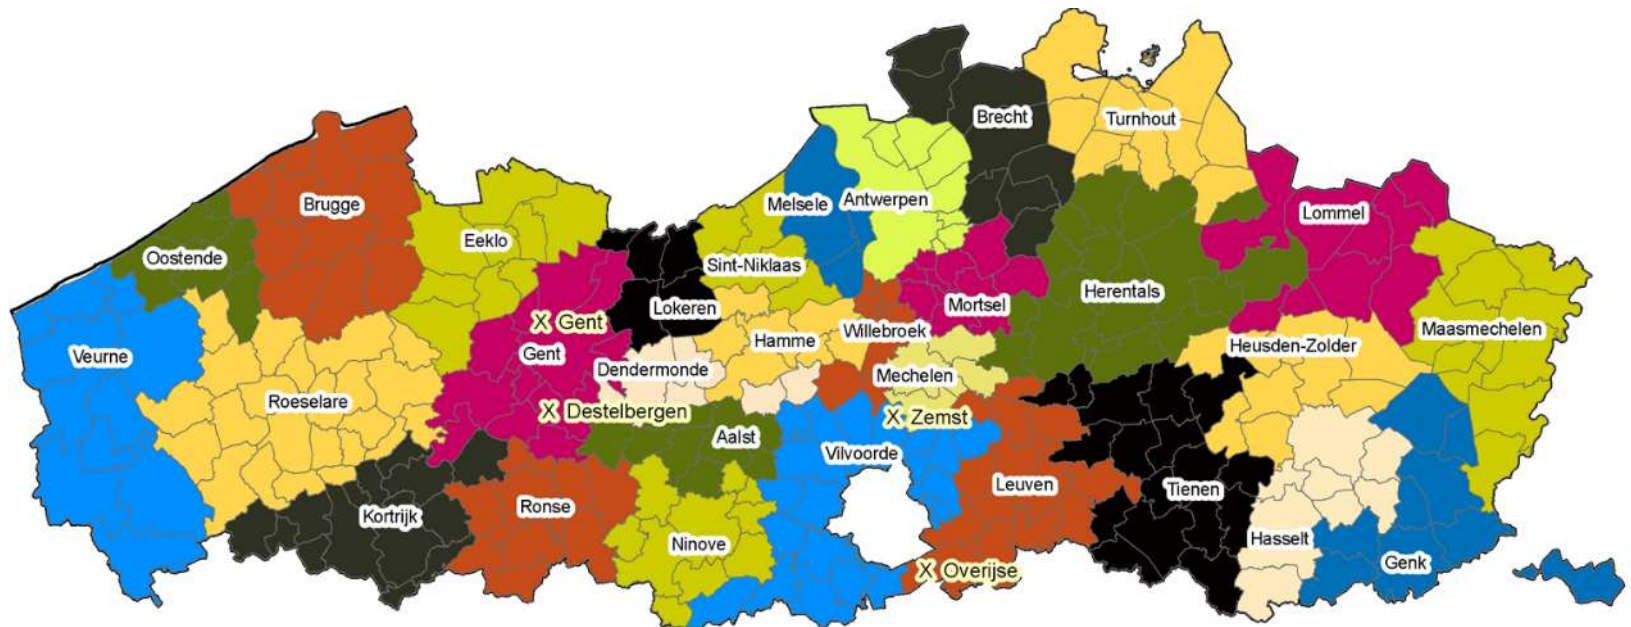 Brecht
Turnhout
Brugge
Melsele
Antwerpen
Lommel
Eeklo
Oostende
Sint-Niklaas
Herentals
Lokeren
Mortsel
X Gent
Willebroek
Maasmechelen
Hamme
Heusden-Zolder
Gent
Veurne
Dendermonde
Mechelen
Roeselare
X Destelbergen
X Zemst
Aalst
Vilvoorde
Leuven
Tienen
Ronse
Kortrijk
Hasselt
Ninove
Genk
X Overijse